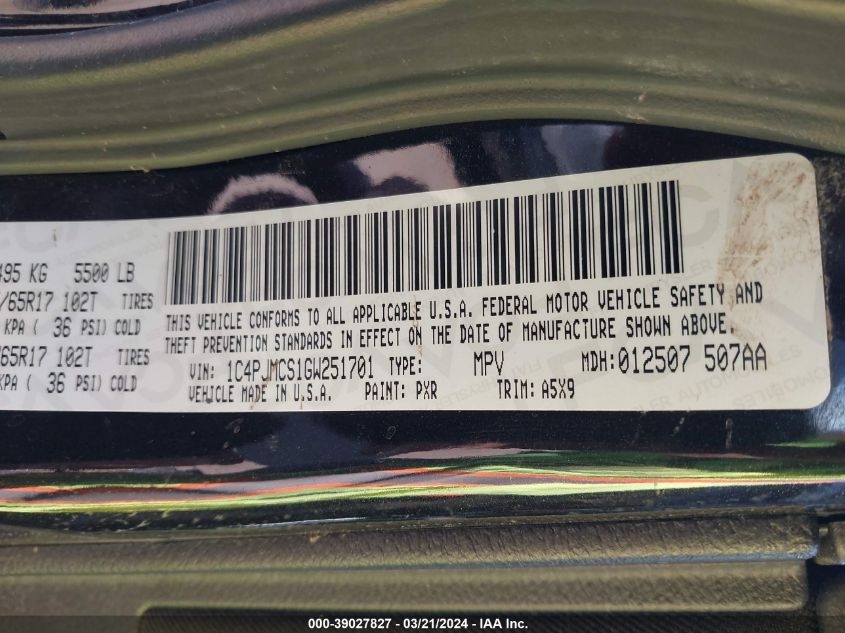 495 KG 5500 LB
/65R17 102T TIRES
KPA ( 36 PSI) COLD
/65R17 102T TIRES
KPA ( 36 PSI) COLD
THIS VEHICLE CONFORMS TO ALL APPLICABLE U.S.A. FEDERAL MOTOR VEHICLE SAFETY AND
THEFT PREVENTION STANDARDS IN EFFECT ON THE DATE OF MANUFACTURE SHOWN ABOVE.
VIN: 1C4PJMCS1GW251701 TYPE: MPV MDH:012507 507AA
VEHICLE MADE IN U.S.A. PAINT: PXR TRIM: A5X9
000-39027827 - 03/21/2024 - IAA Inc.